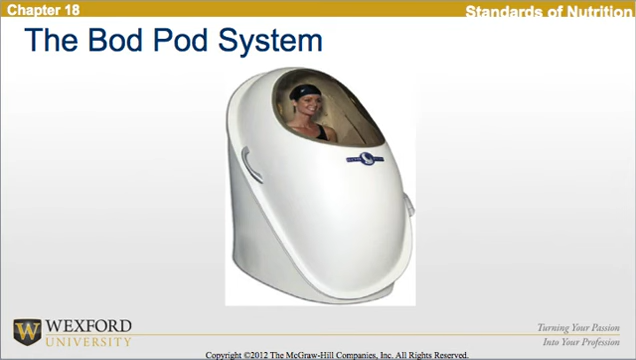 Chapter 18
Standards of Nutrition
The Bod Pod System
W
WEXFORD
UNIVERSITY
Turning Your Passion
Into Your Profession
Copyright ©2012 The McGraw-Hill Companies, Inc. All Rights Reserved.